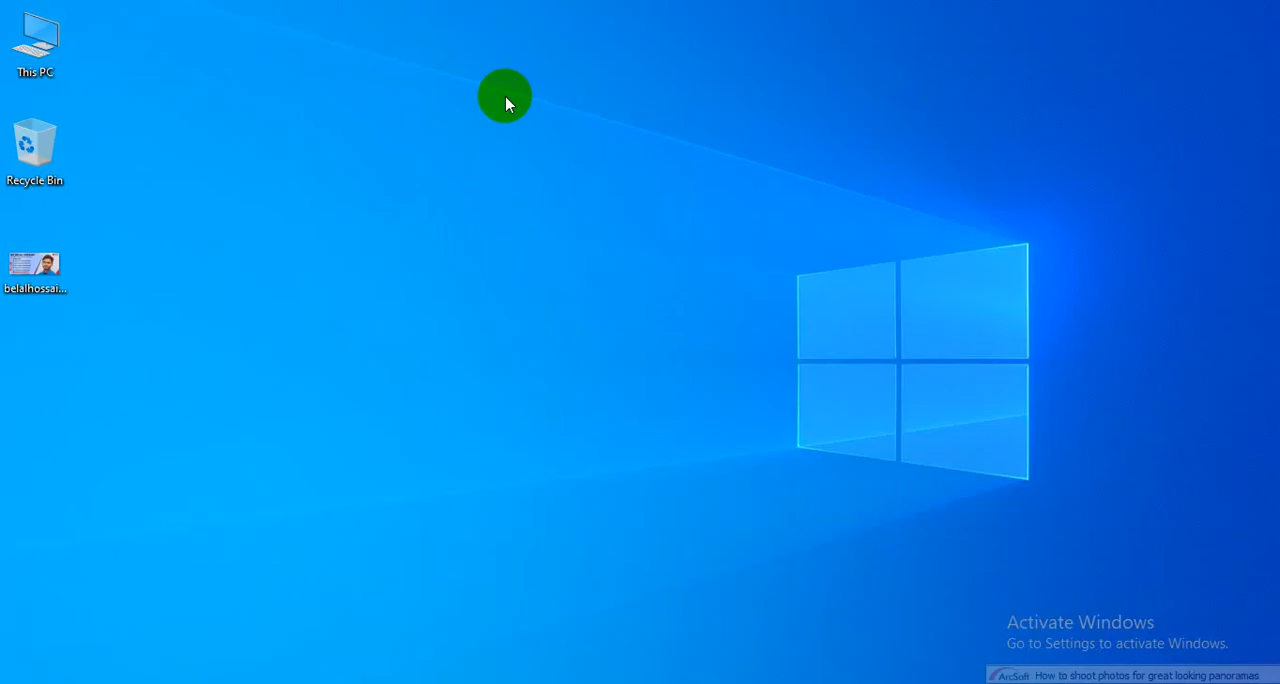 This PC
Recycle Bin
belalhossai...
Activate Windows
Go to Settings to activate Windows.
ArcSoft How to shoot photos for great looking panoramas